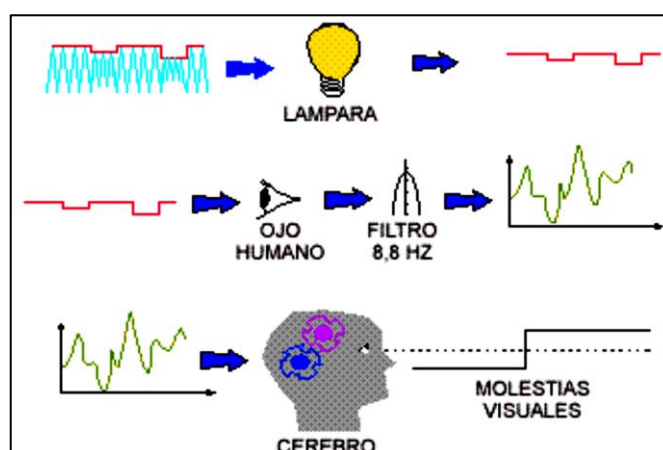 LAMPARA
OJO
HUMANO
FILTRO
8,8 HZ
MOLESTIAS
VISUALES
CEREBRO